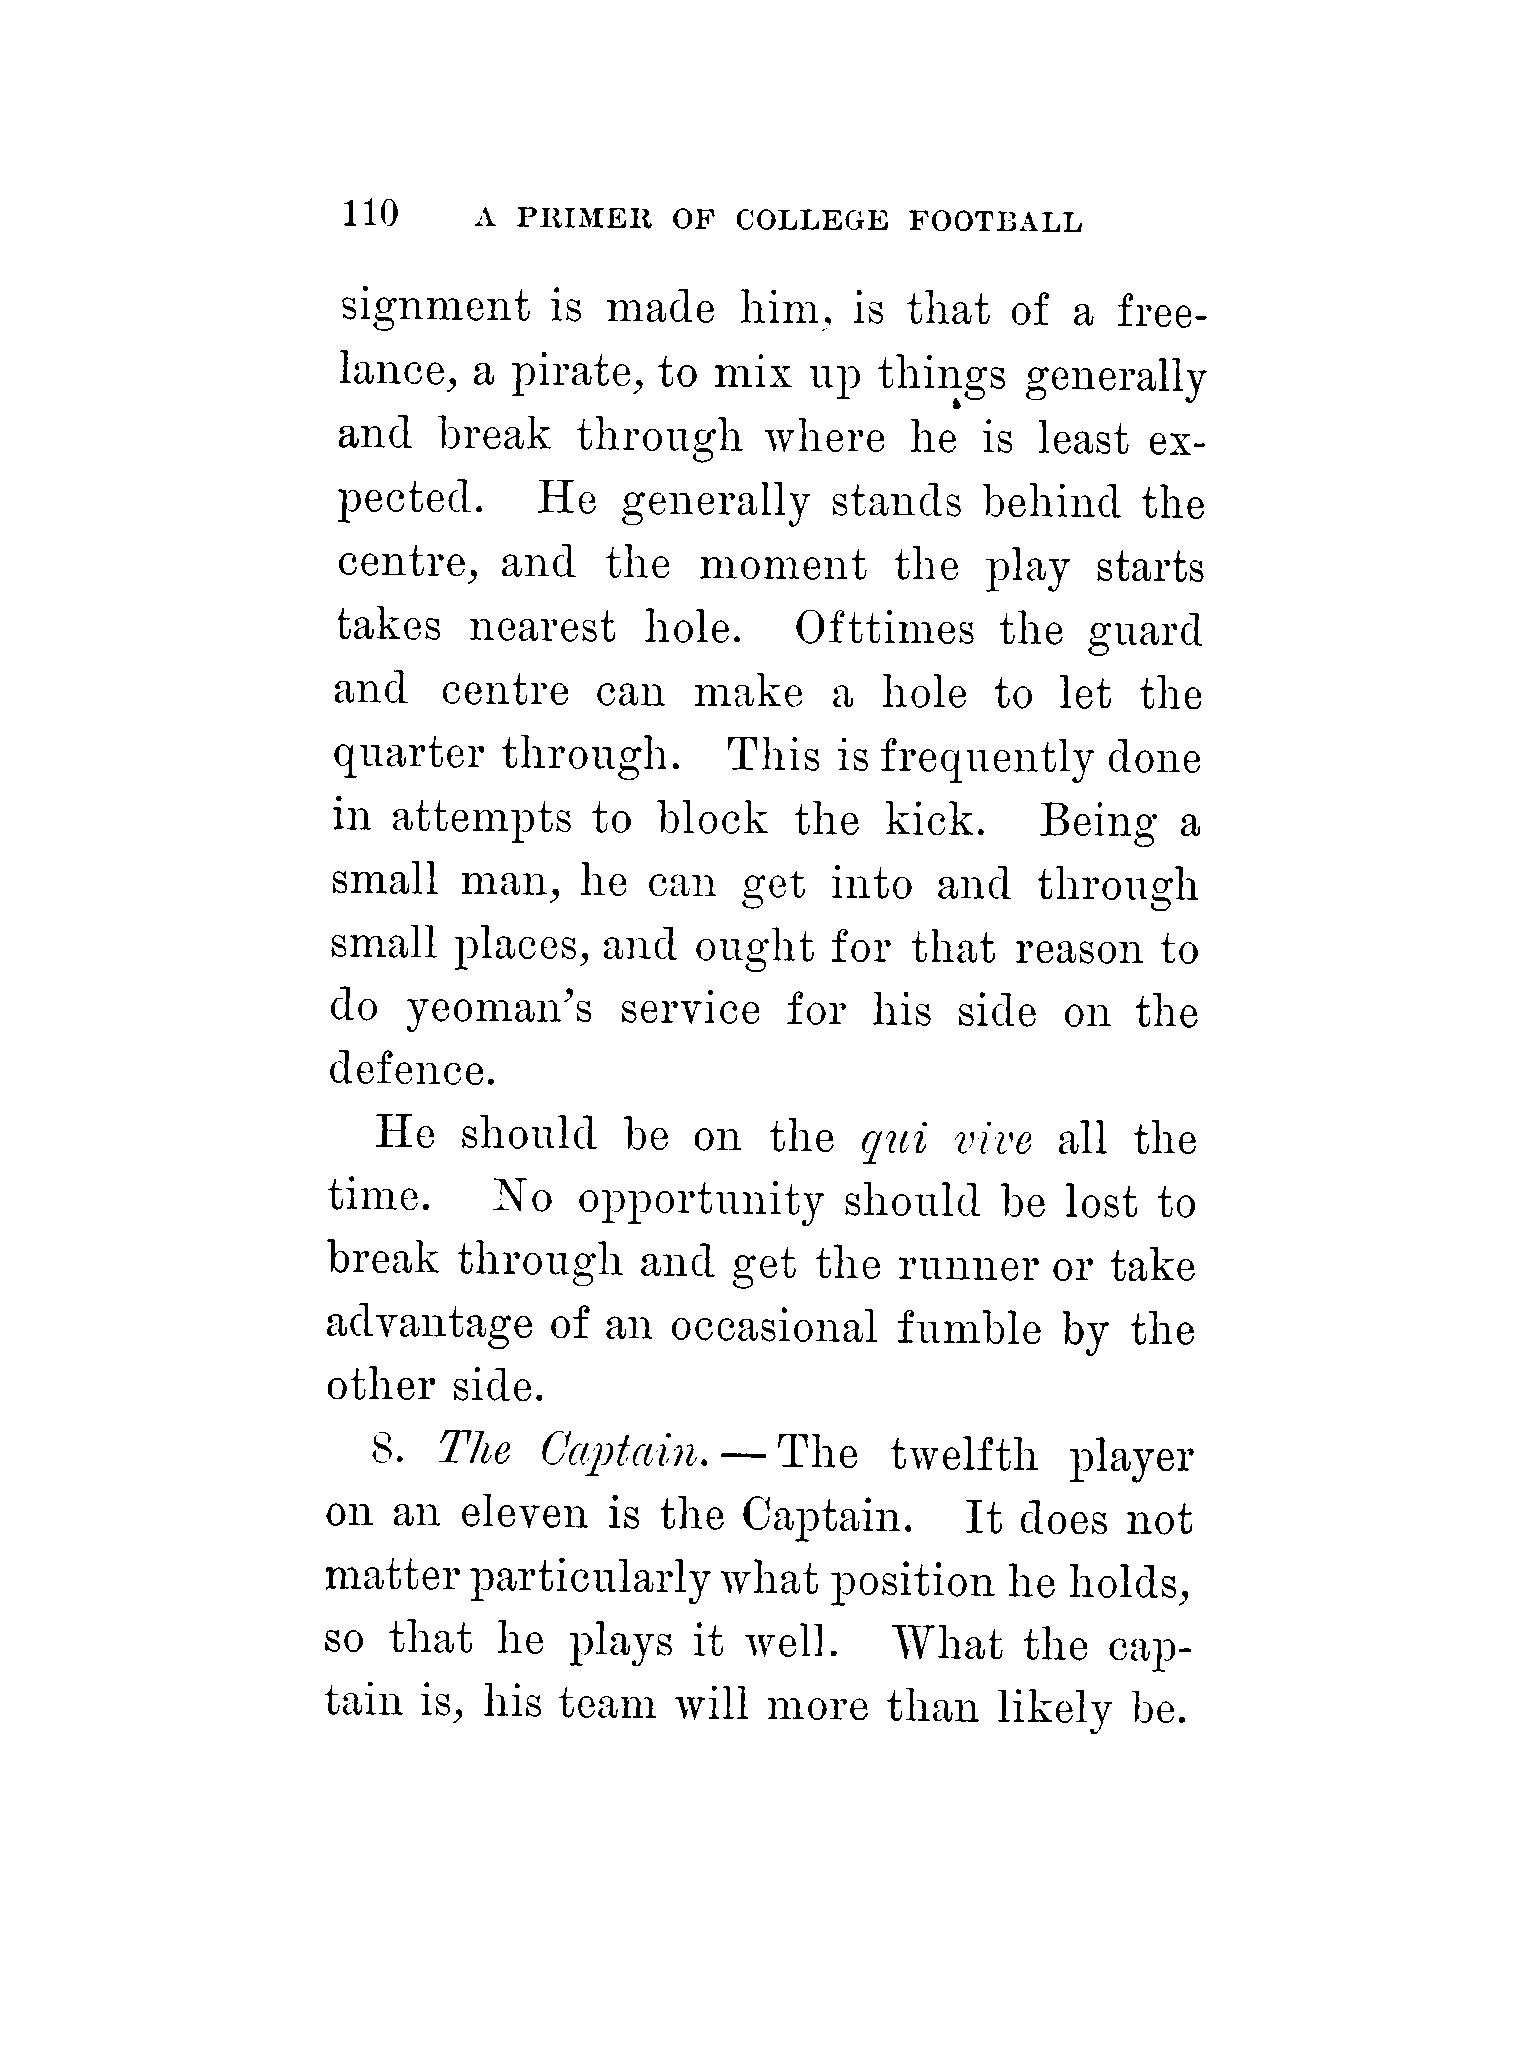 110 A PRIMER OF COLLEGE FOOTBALL
signment is made him, is that of a free-
lance, a pirate, to mix up things generally
and break through where he is least ex-
pected. He generally stands behind the
centre, and the moment the play starts
takes nearest hole. Ofttimes the guard
and centre can make a hole to let the
quarter through. This is frequently done
in attempts to block the kick. Being a
small man, he can get into and through
small places, and ought for that reason to
do yeoman's service for his side on the
defence.
He should be on the qui vive all the
time. No opportunity should be lost to
break through and get the runner or take
advantage of an occasional fumble by the
other side.
8. The Captain. — The twelfth player
on an eleven is the Captain. It does not
matter particularly what position he holds,
so that he plays it well. What the cap-
tain is, his team will more than likely be.